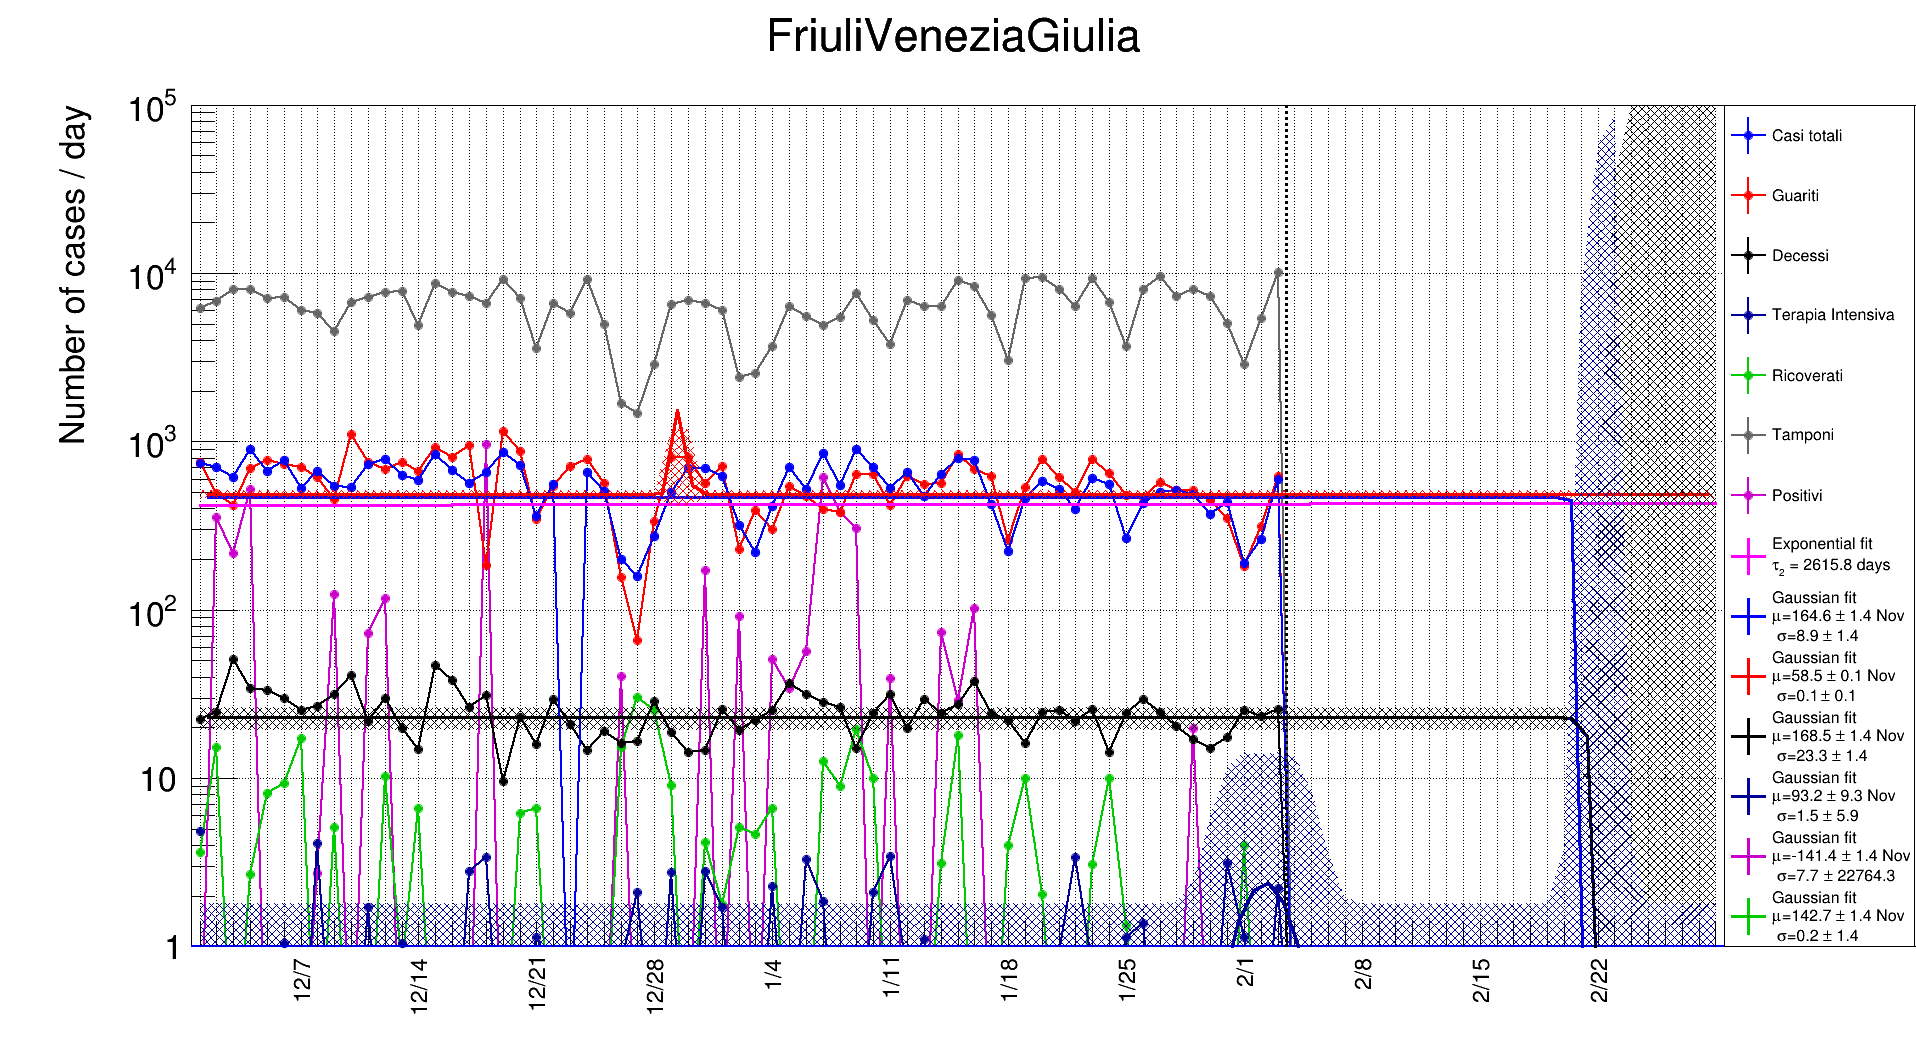 FriuliVeneziaGiulia
Number of cases / day
10^5
10^4
10^3
10^2
10
1
12/7
12/14
12/21
12/28
1/4
1/11
1/18
1/25
2/1
2/8
2/15
2/22
Casi totali
Guariti
Decessi
Terapia Intensiva
Ricoverati
Tamponi
Positivi
Exponential fit
τ₂ = 2615.8 days
Gaussian fit
μ=164.6 ± 1.4 Nov
σ=8.9 ± 1.4
Gaussian fit
μ=58.5 ± 0.1 Nov
σ=0.1 ± 0.1
Gaussian fit
μ=168.5 ± 1.4 Nov
σ=23.3 ± 1.4
Gaussian fit
μ=93.2 ± 9.3 Nov
σ=1.5 ± 5.9
Gaussian fit
μ=-141.4 ± 1.4 Nov
σ=7.7 ± 22764.3
Gaussian fit
μ=142.7 ± 1.4 Nov
σ=0.2 ± 1.4